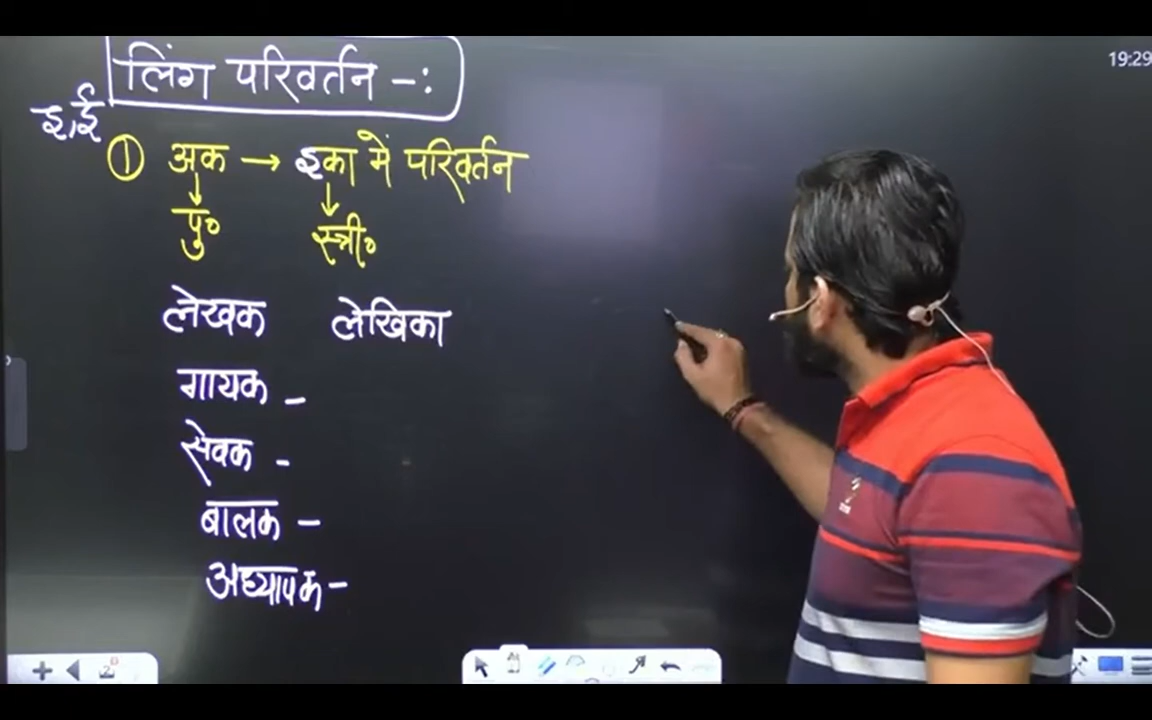 लिंग परिवर्तन -:
19:29
इ,ई
① अक → इका में परिवर्तन
↓ ↓
पु० स्त्री०
लेखक लेखिका
गायक -
सेवक -
बालक -
अध्यापक -